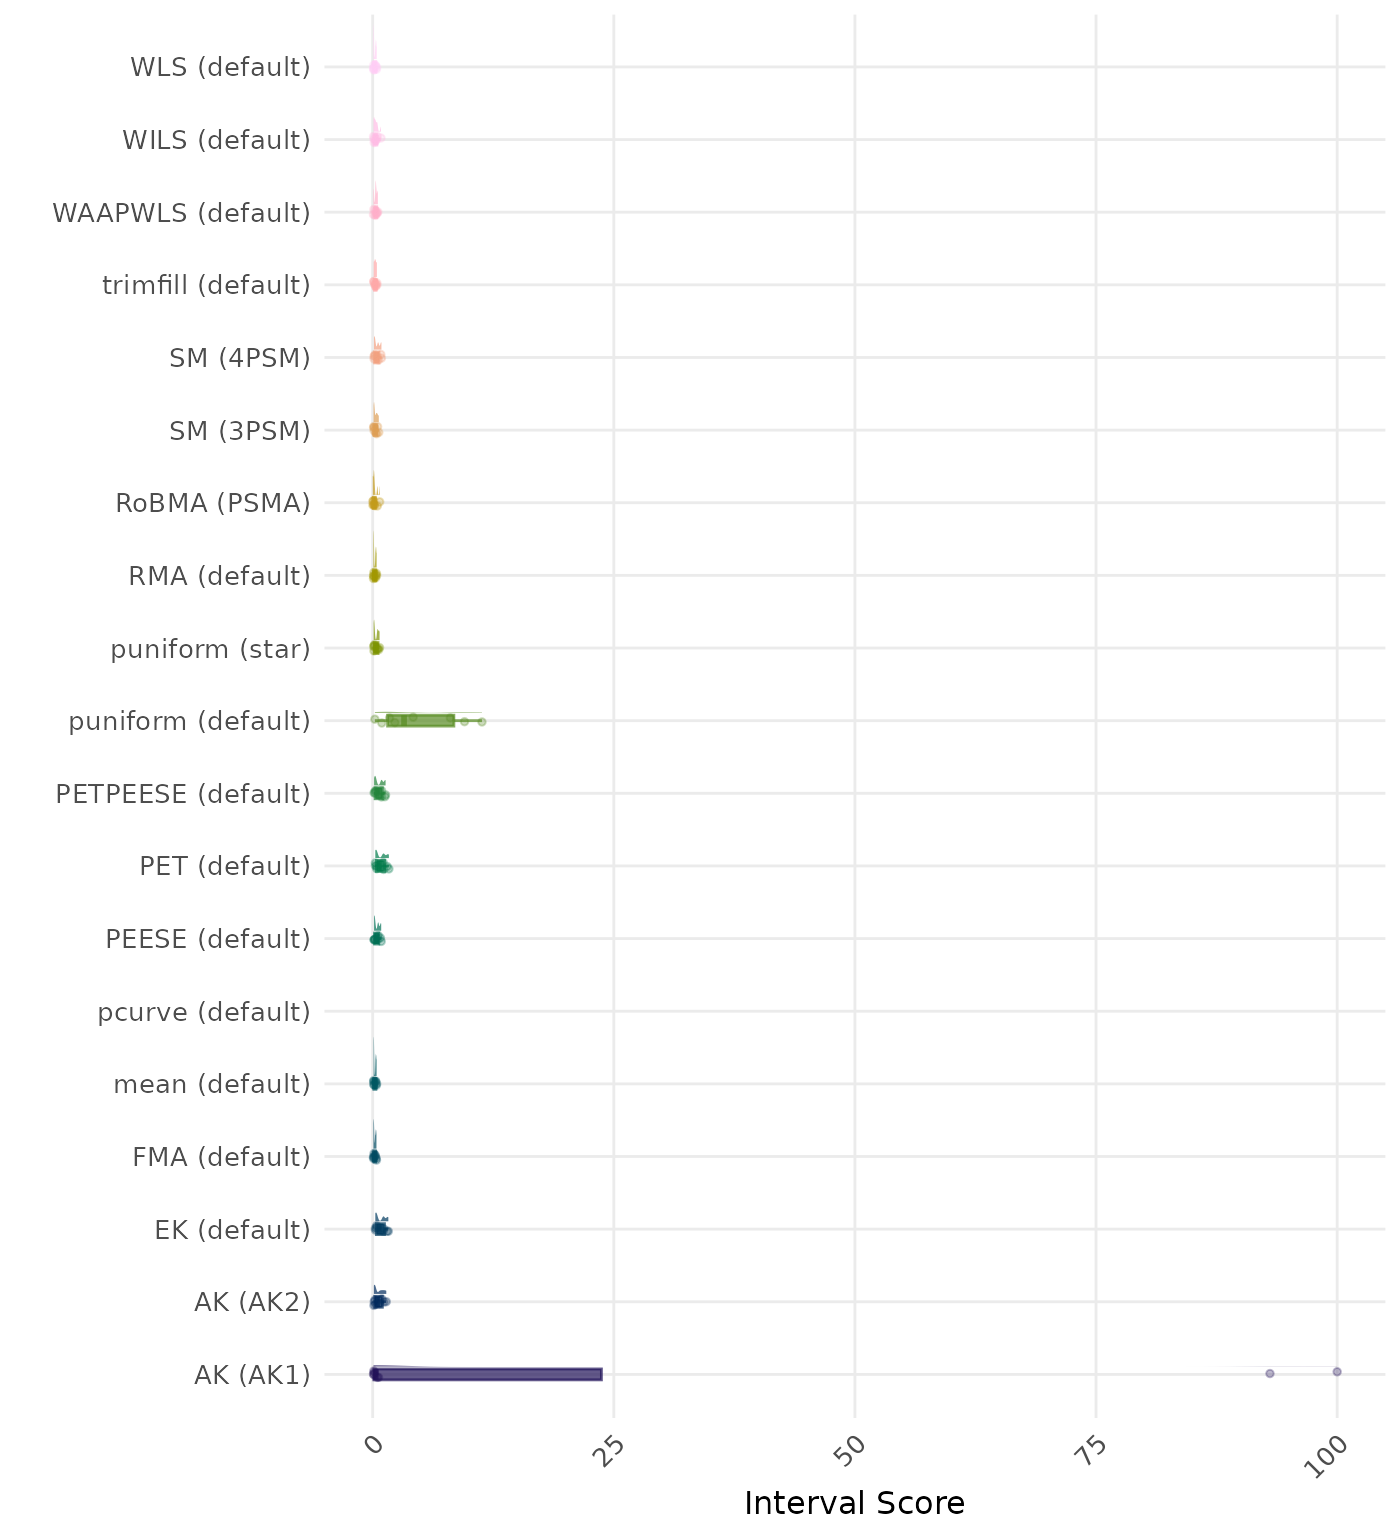 WLS (default)
WILS (default)
WAAPWLS (default)
trimfill (default)
SM (4PSM)
SM (3PSM)
RoBMA (PSMA)
RMA (default)
puniform (star)
puniform (default)
PETPEESE (default)
PET (default)
PEESE (default)
pcurve (default)
mean (default)
FMA (default)
EK (default)
AK (AK2)
AK (AK1)
0 25 50 75 100
Interval Score